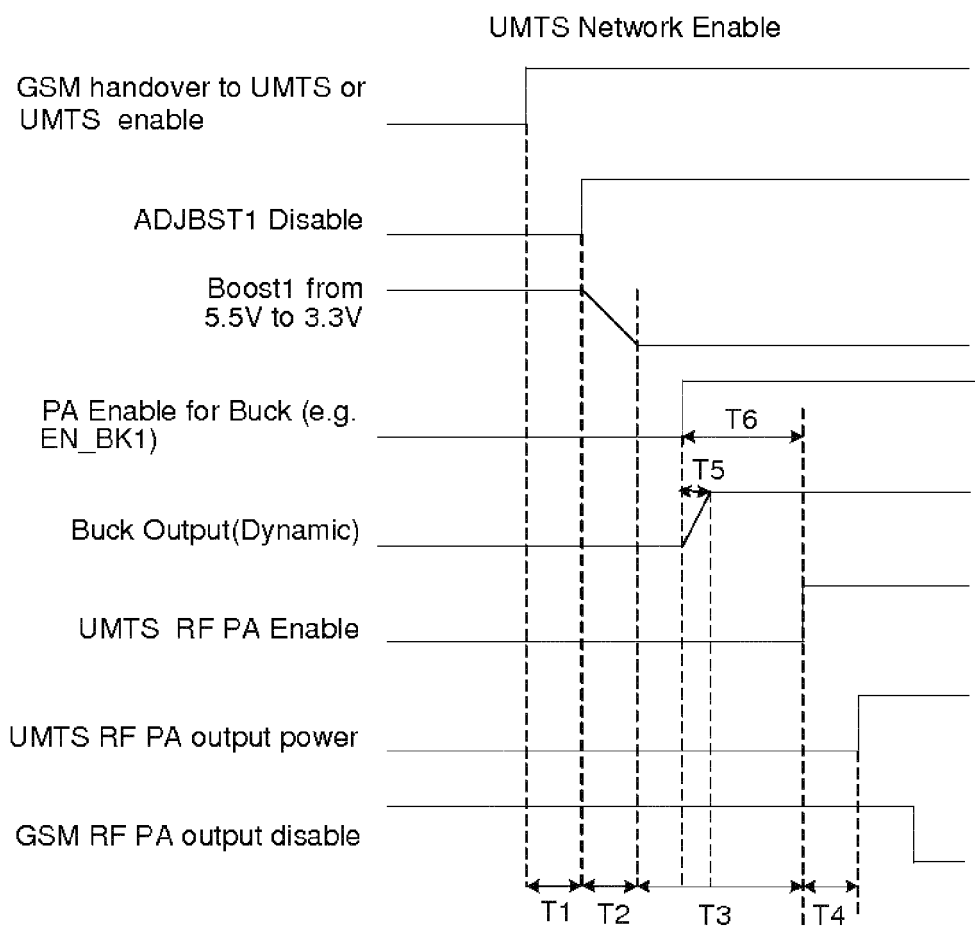 UMTS Network Enable
GSM handover to UMTS or
UMTS enable
ADJBST1 Disable
Boost1 from
5.5V to 3.3V
PA Enable for Buck (e.g.
EN_BK1)
T6
T5
Buck Output(Dynamic)
UMTS RF PA Enable
UMTS RF PA output power
GSM RF PA output disable
T1 T2 T3 T4